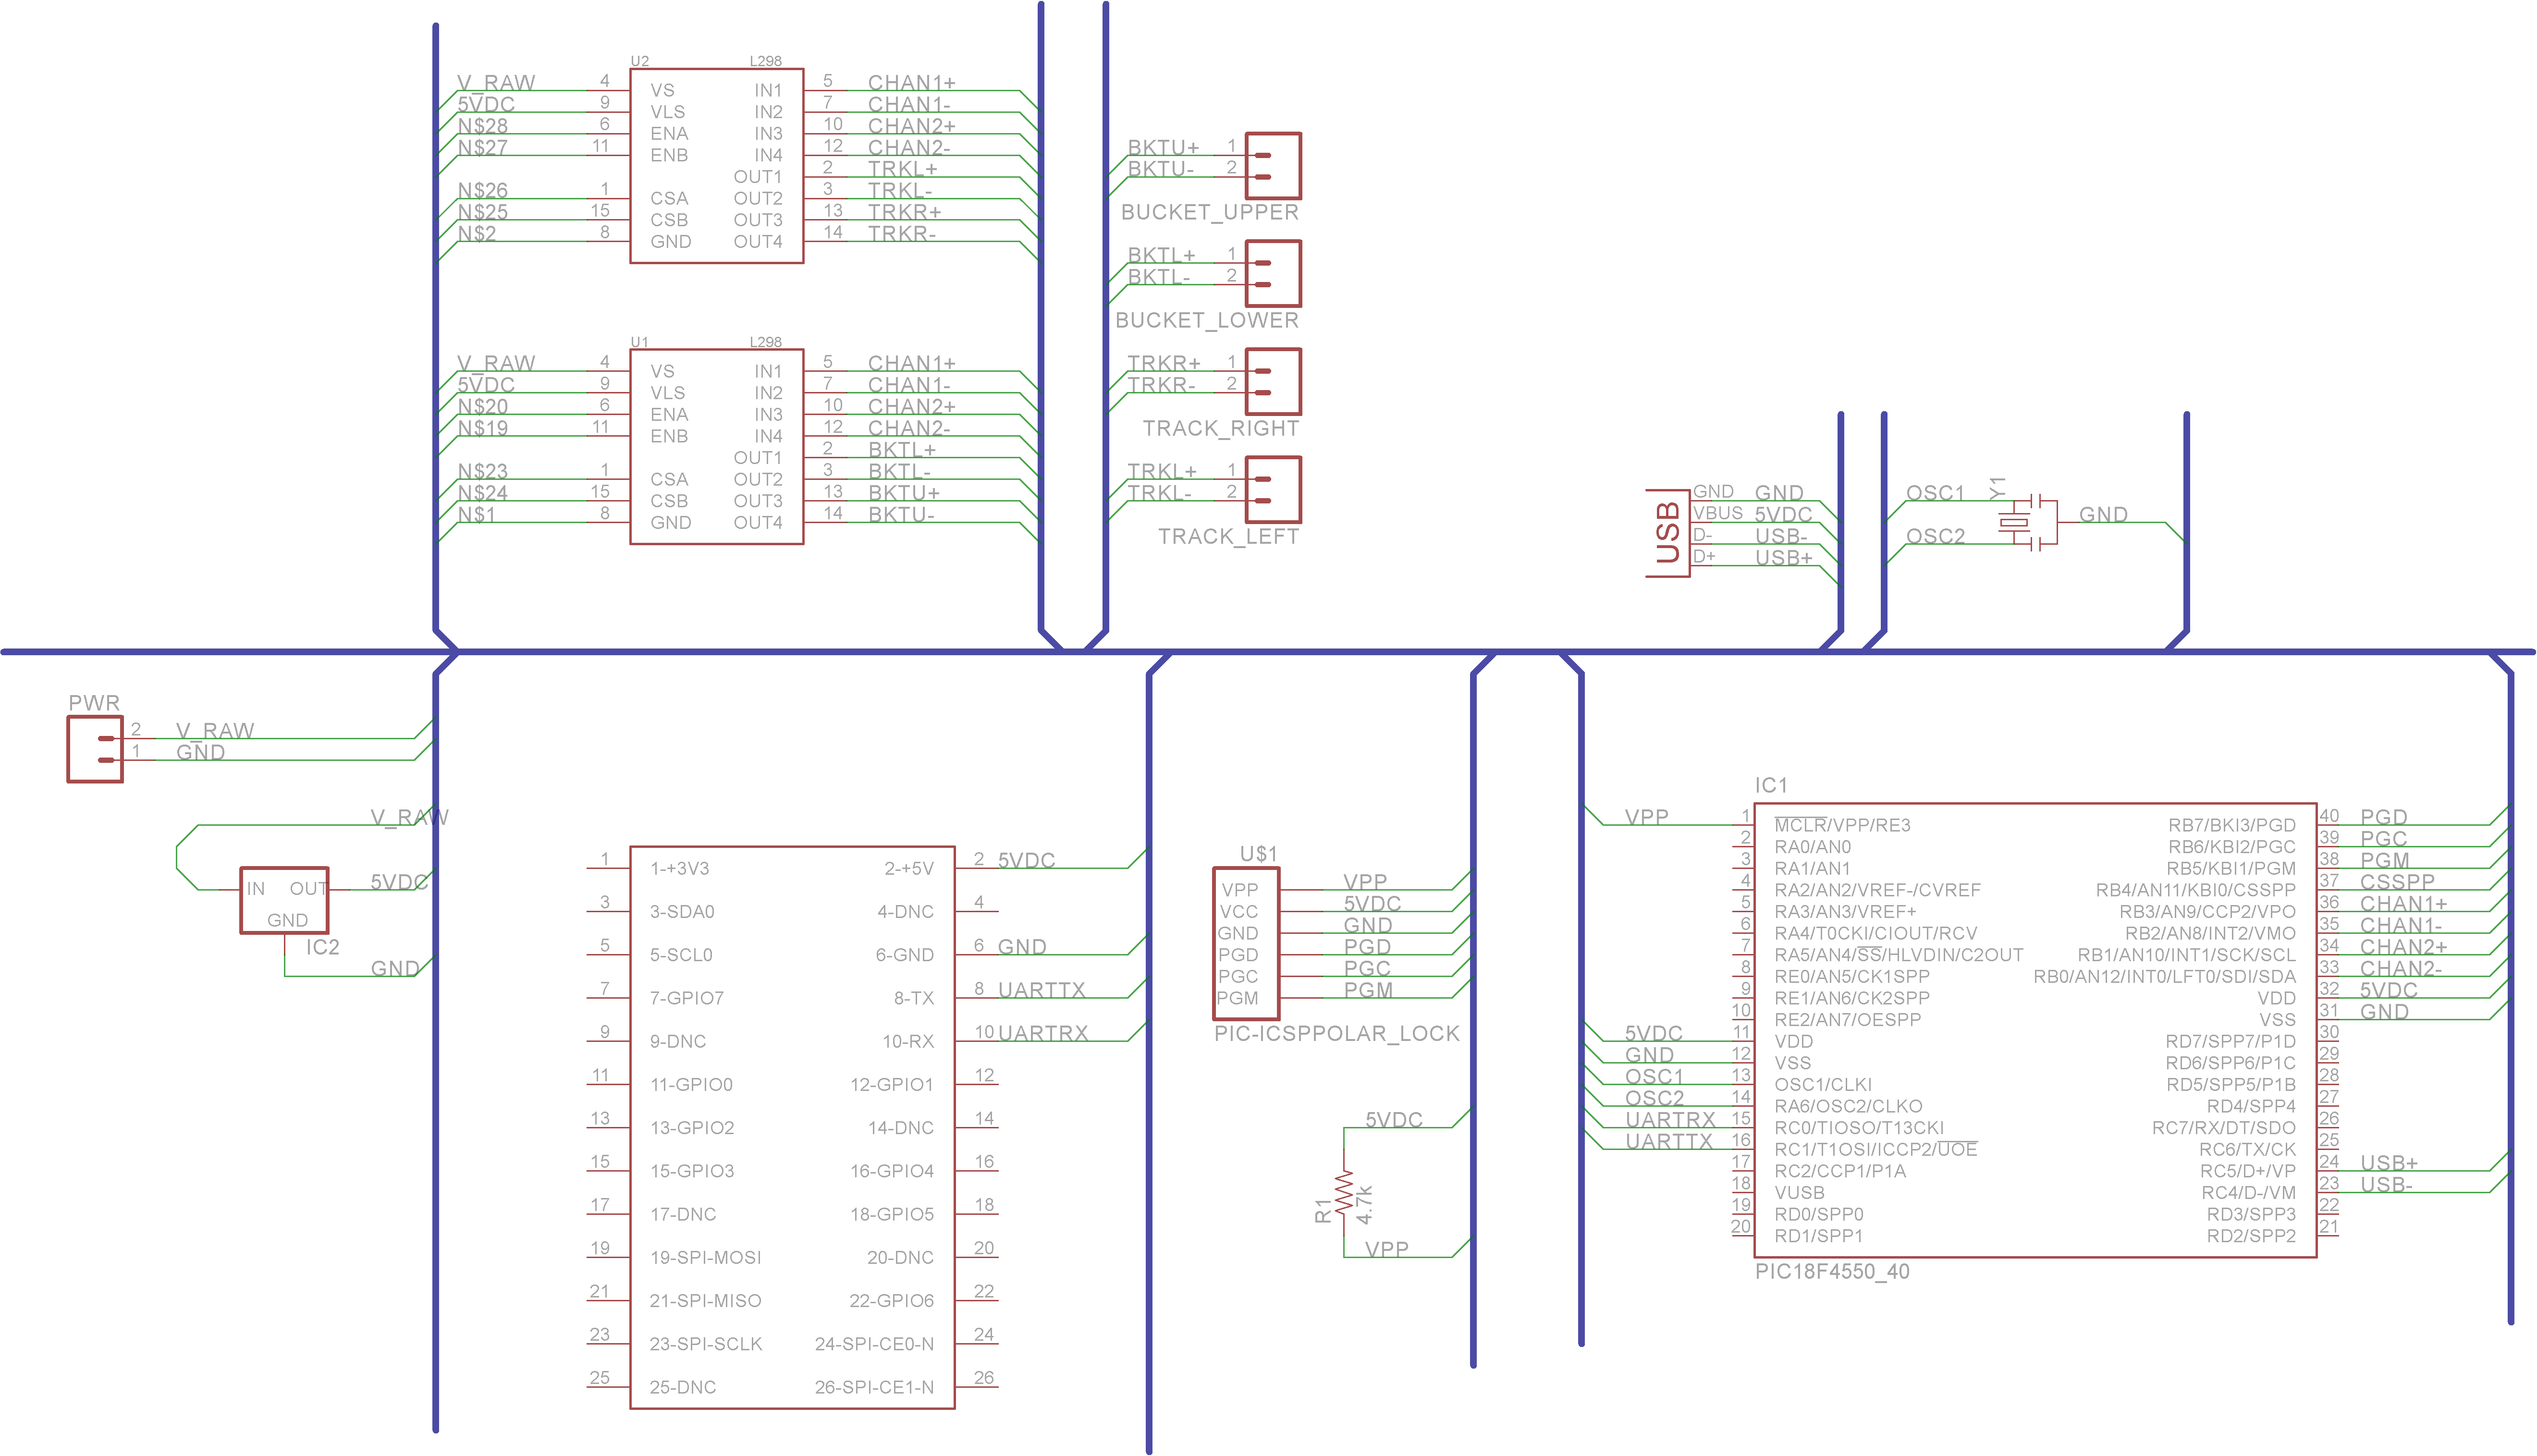 U2 L298
V_RAW 4 VS IN1 5 CHAN1+
5VDC 9 VLS IN2 7 CHAN1-
N$28 6 ENA IN3 10 CHAN2+
N$27 11 ENB IN4 12 CHAN2-
OUT1 2 TRKL+
N$26 1 CSA OUT2 3 TRKL-
N$25 15 CSB OUT3 13 TRKR+
N$2 8 GND OUT4 14 TRKR-
U1 L298
V_RAW 4 VS IN1 5 CHAN1+
5VDC 9 VLS IN2 7 CHAN1-
N$20 6 ENA IN3 10 CHAN2+
N$19 11 ENB IN4 12 CHAN2-
OUT1 2 BKTL+
N$23 1 CSA OUT2 3 BKTL-
N$24 15 CSB OUT3 13 BKTU+
N$1 8 GND OUT4 14 BKTU-
BKTU+ 1
BKTU- 2
BUCKET_UPPER
BKTL+ 1
BKTL- 2
BUCKET_LOWER
TRKR+ 1
TRKR- 2
TRACK_RIGHT
TRKL+ 1
TRKL- 2
TRACK_LEFT
USB
GND GND
VBUS 5VDC
D- USB-
D+ USB+
OSC1 Y1
GND
OSC2
PWR
2 V_RAW
1 GND
V_RAW
IN OUT 5VDC
GND
IC2
GND
1 1-+3V3 2-+5V 2 5VDC
3 3-SDA0 4-DNC 4
5 5-SCL0 6-GND 6 GND
7 7-GPIO7 8-TX 8 UARTTX
9 9-DNC 10-RX 10 UARTRX
11 11-GPIO0 12-GPIO1 12
13 13-GPIO2 14-DNC 14
15 15-GPIO3 16-GPIO4 16
17 17-DNC 18-GPIO5 18
19 19-SPI-MOSI 20-DNC 20
21 21-SPI-MISO 22-GPIO6 22
23 23-SPI-SCLK 24-SPI-CE0-N 24
25 25-DNC 26-SPI-CE1-N 26
U$1
VPP VPP
VCC 5VDC
GND GND
PGD PGD
PGC PGC
PGM PGM
PIC-ICSPPOLAR_LOCK
5VDC
R1 4.7k
VPP
IC1
VPP 1 MCLR/VPP/RE3 RB7/BKI3/PGD 40 PGD
2 RA0/AN0 RB6/KBI2/PGC 39 PGC
3 RA1/AN1 RB5/KBI1/PGM 38 PGM
4 RA2/AN2/VREF-/CVREF RB4/AN11/KBI0/CSSPP 37 CSSPP
5 RA3/AN3/VREF+ RB3/AN9/CCP2/VPO 36 CHAN1+
6 RA4/T0CKI/CIOUT/RCV RB2/AN8/INT2/VMO 35 CHAN1-
7 RA5/AN4/SS/HLVDIN/C2OUT RB1/AN10/INT1/SCK/SCL 34 CHAN2+
8 RE0/AN5/CK1SPP RB0/AN12/INT0/LFT0/SDI/SDA 33 CHAN2-
9 RE1/AN6/CK2SPP VDD 32 5VDC
10 RE2/AN7/OESPP VSS 31 GND
5VDC 11 VDD RD7/SPP7/P1D 30
GND 12 VSS RD6/SPP6/P1C 29
OSC1 13 OSC1/CLKI RD5/SPP5/P1B 28
OSC2 14 RA6/OSC2/CLKO RD4/SPP4 27
UARTRX 15 RC0/TIOSO/T13CKI RC7/RX/DT/SDO 26
UARTTX 16 RC1/T1OSI/ICCP2/UOE RC6/TX/CK 25
17 RC2/CCP1/P1A RC5/D+/VP 24 USB+
18 VUSB RC4/D-/VM 23 USB-
19 RD0/SPP0 RD3/SPP3 22
20 RD1/SPP1 RD2/SPP2 21
PIC18F4550_40